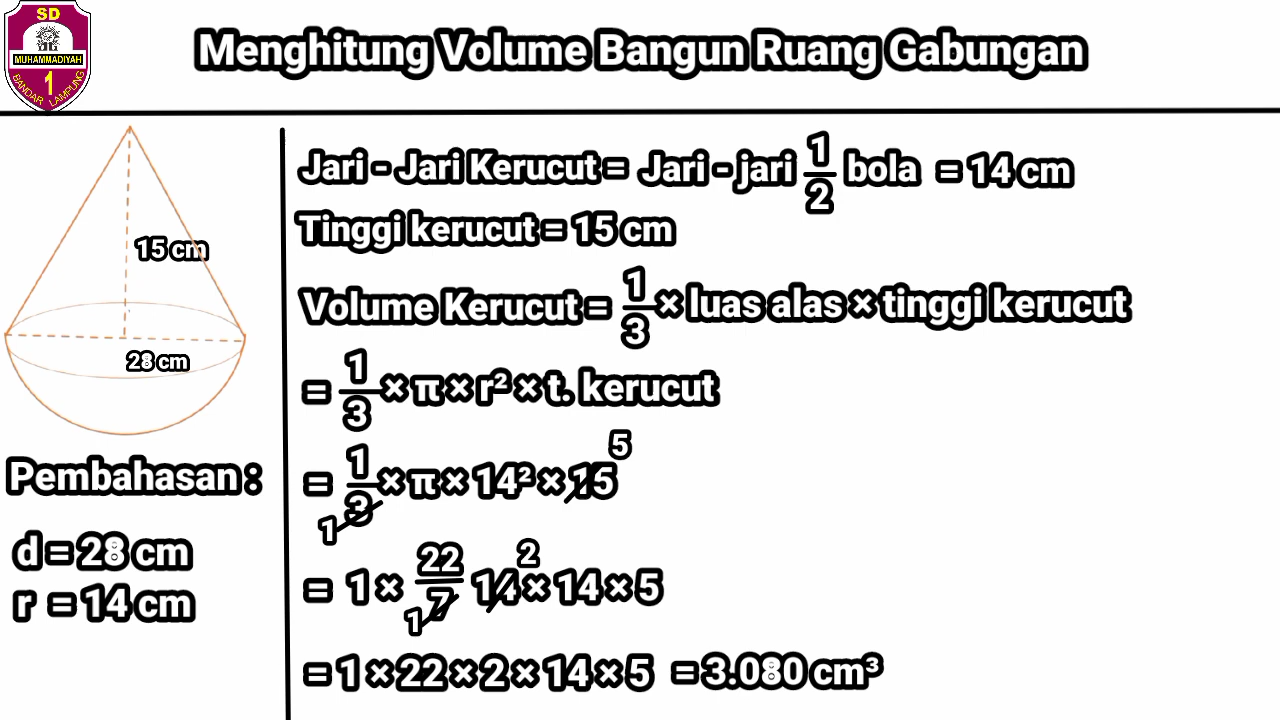 SD
MUHAMMADIYAH
1
BANDAR LAMPUNG
Menghitung Volume Bangun Ruang Gabungan
15 cm
28 cm
Pembahasan :
d = 28 cm
r = 14 cm
Jari - Jari Kerucut = Jari - jari 1/2 bola = 14 cm
Tinggi kerucut = 15 cm
Volume Kerucut = 1/3 × luas alas × tinggi kerucut
= 1/3 × π × r² × t. kerucut
5
= 1/3 × π × 14² × 15
1
2
= 1 × 22/7 14 × 14 × 5
1
= 1 × 22 × 2 × 14 × 5 = 3.080 cm³